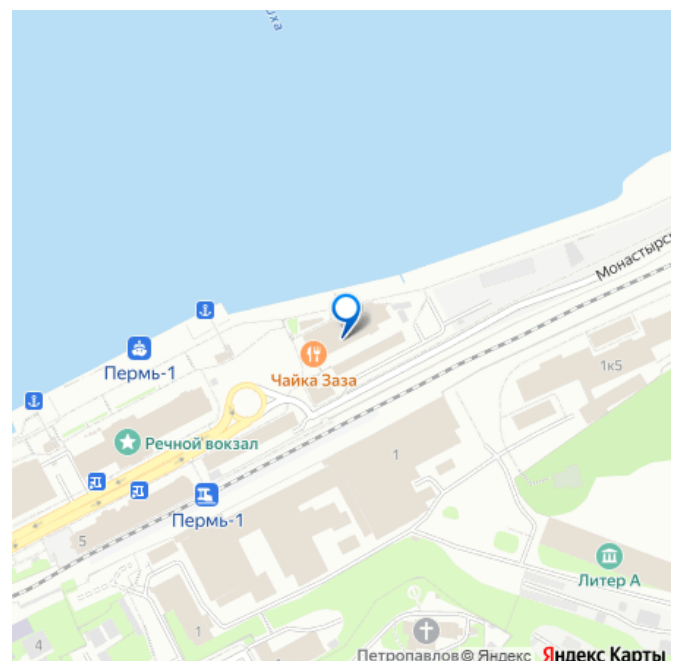 уха
Монастырс
Пермь-1
Чайка Заза
1к5
Речной вокзал
1
Пермь-1
5
Литер А
1
4
Петропавлов © Яндекс Яндекс Карты